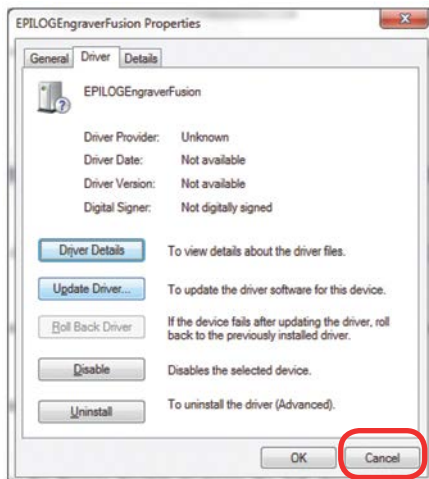 EPILOGEngraverFusion Properties
General Driver Details
EPILOGEngraverFusion
Driver Provider: Unknown
Driver Date: Not available
Driver Version: Not available
Digital Signer: Not digitally signed
Driver Details To view details about the driver files.
Update Driver... To update the driver software for this device.
Roll Back Driver If the device fails after updating the driver, roll
back to the previously installed driver.
Disable Disables the selected device.
Uninstall To uninstall the driver (Advanced).
OK Cancel